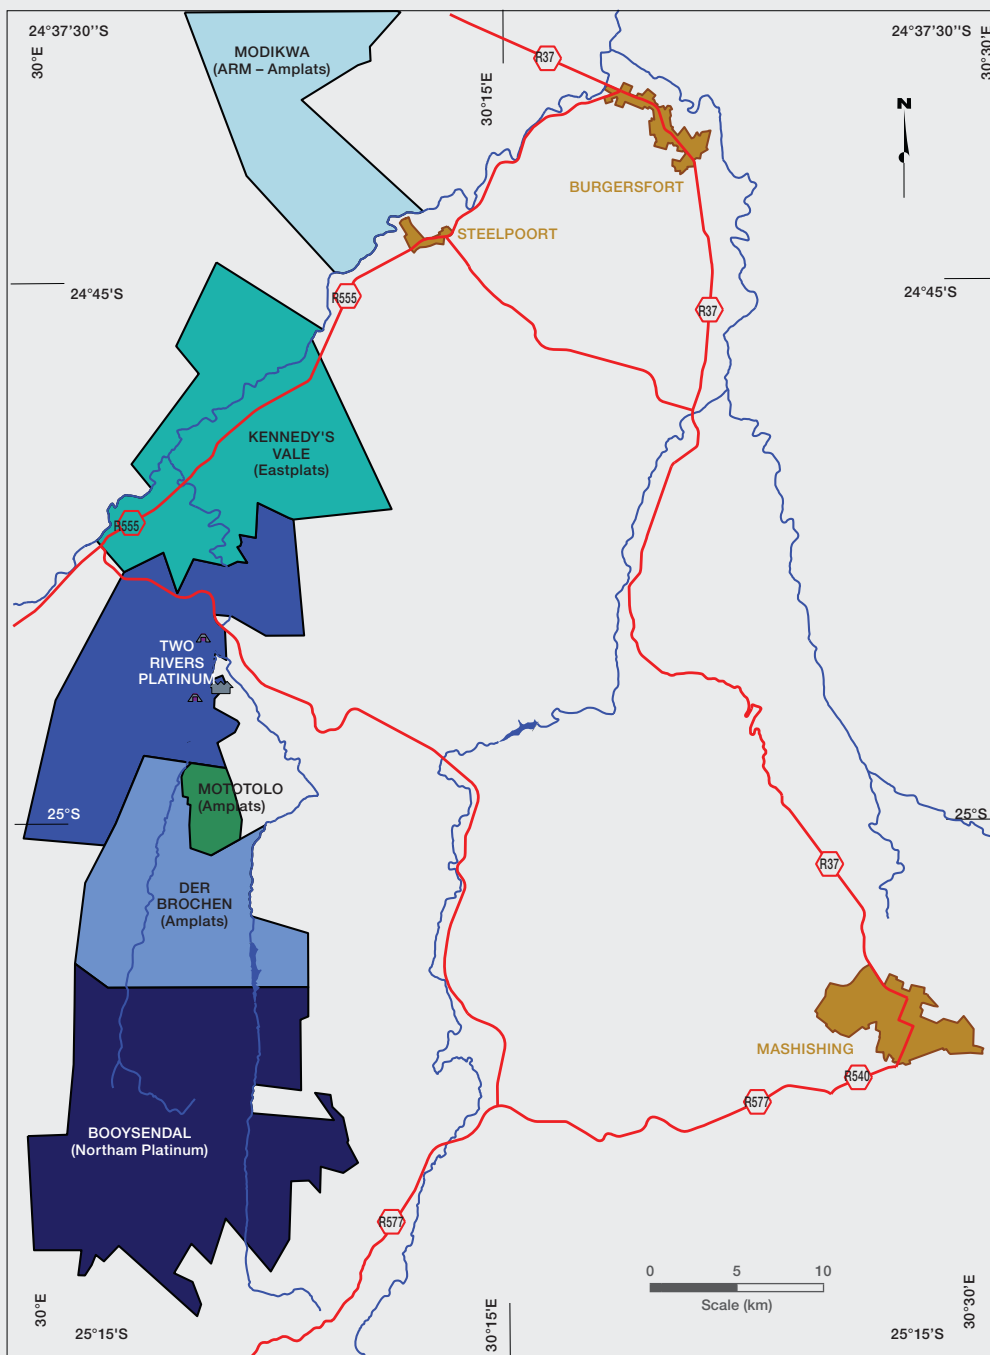 24°37'30''S
24°37'30''S
30°E
30°15'E
30°30'E
MODIKWA
(ARM – Amplats)
R37
N
BURGERSFORT
STEELPOORT
24°45'S
24°45'S
R555
R37
KENNEDY'S
VALE
(Eastplats)
R555
TWO
RIVERS
PLATINUM
MOTOTOLO
(Amplats)
25°S
25°S
R37
DER
BROCHEN
(Amplats)
MASHISHING
R540
R577
BOOYSENDAL
(Northam Platinum)
R577
0 5 10
Scale (km)
30°E
30°15'E
30°30'E
25°15'S
25°15'S